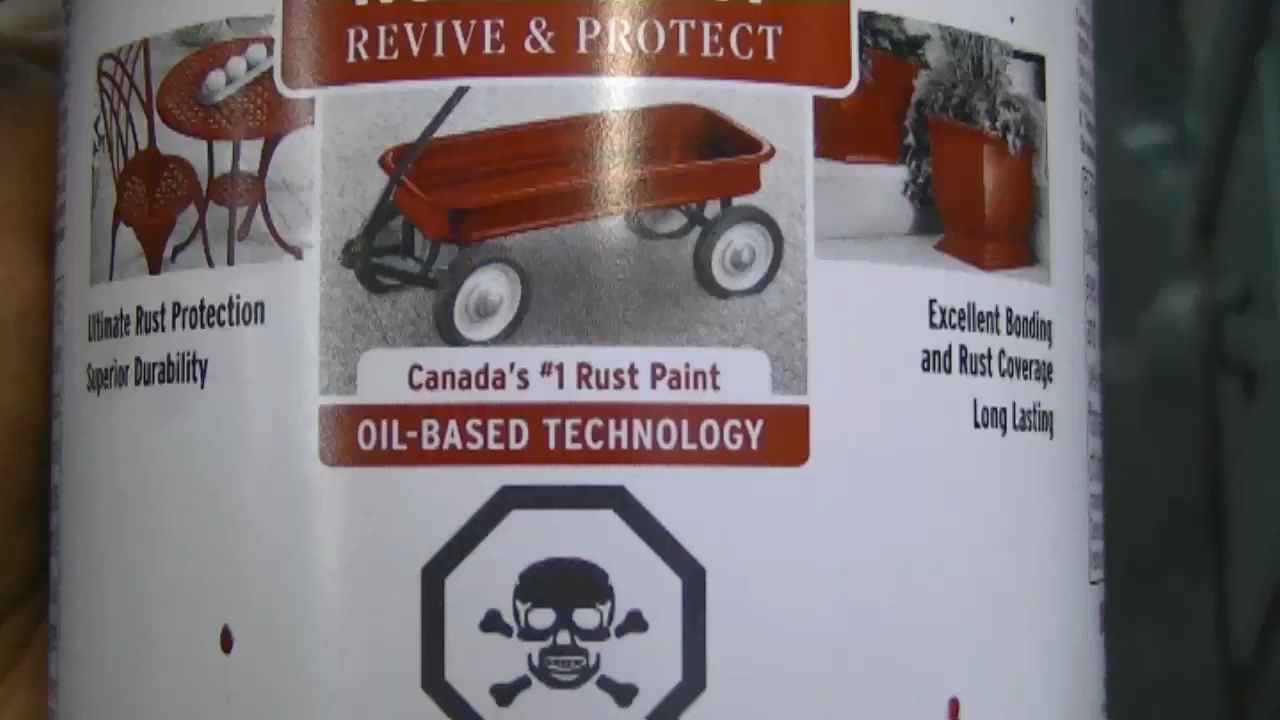 REVIVE & PROTECT
Ultimate Rust Protection
Superior Durability
Canada's #1 Rust Paint
OIL-BASED TECHNOLOGY
Excellent Bonding
and Rust Coverage
Long Lasting